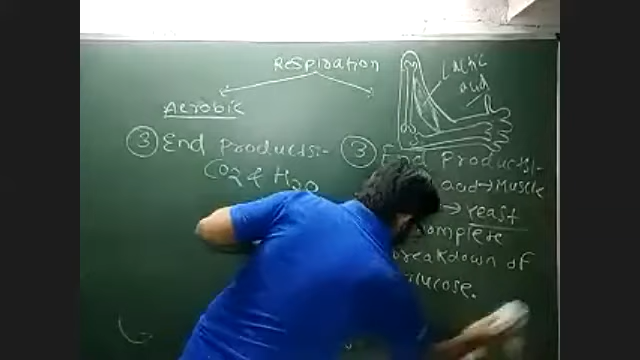 Respiration
Lactic
acid
Aerobic
③ End products:-
CO2 & H2O
③ End products:-
acid → Muscle
→ Yeast
complete
breakdown of
Glucose.